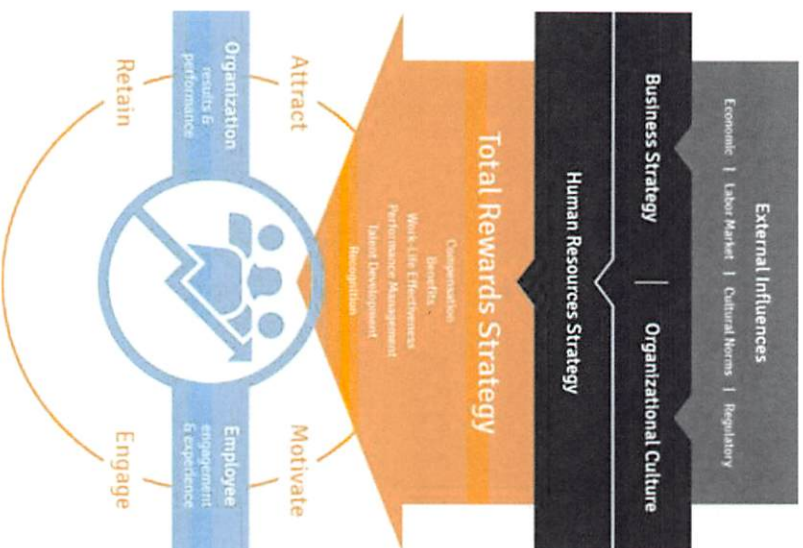 External Influences
Economic | Labor Market | Cultural Norms | Regulatory
Business Strategy | Organizational Culture
Human Resources Strategy
Total Rewards Strategy
Compensation
Benefits
Work-Life Effectiveness
Performance Management
Talent Development
Recognition
Attract
Motivate
Organization
results &
performance
Employee
engagement
& experience
Retain
Engage